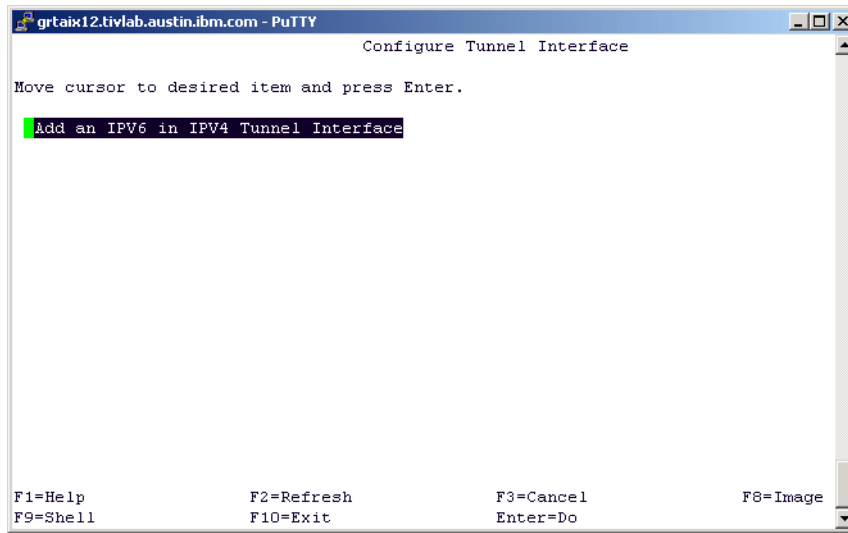 grtaix12.tivlab.austin.ibm.com - PuTTY
Configure Tunnel Interface
Move cursor to desired item and press Enter.
Add an IPV6 in IPV4 Tunnel Interface
F1=Help F2=Refresh F3=Cancel F8=Image
F9=Shell F10=Exit Enter=Do